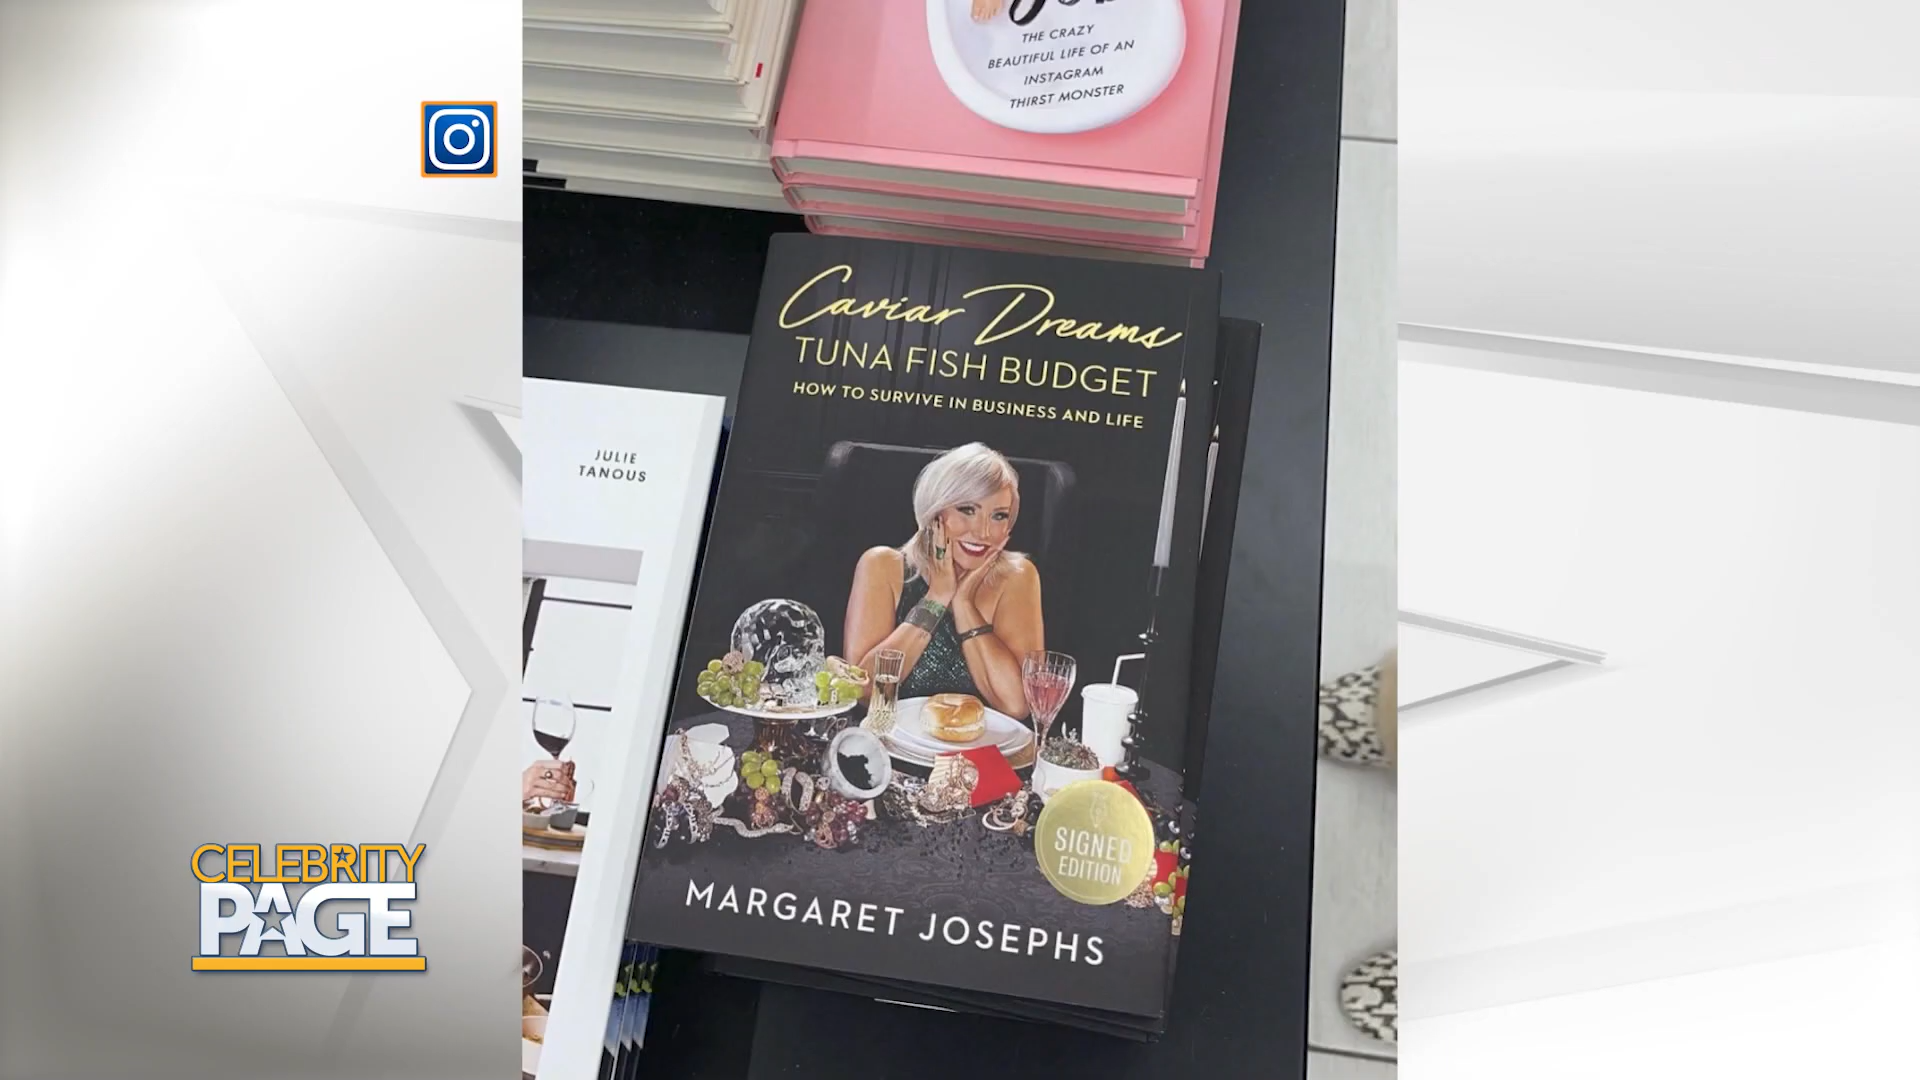 THE CRAZY
BEAUTIFUL LIFE OF AN
INSTAGRAM
THIRST MONSTER
Caviar Dreams
TUNA FISH BUDGET
HOW TO SURVIVE IN BUSINESS AND LIFE
JULIE
TANOUS
SIGNED
EDITION
MARGARET JOSEPHS
CELEBRITY
PAGE